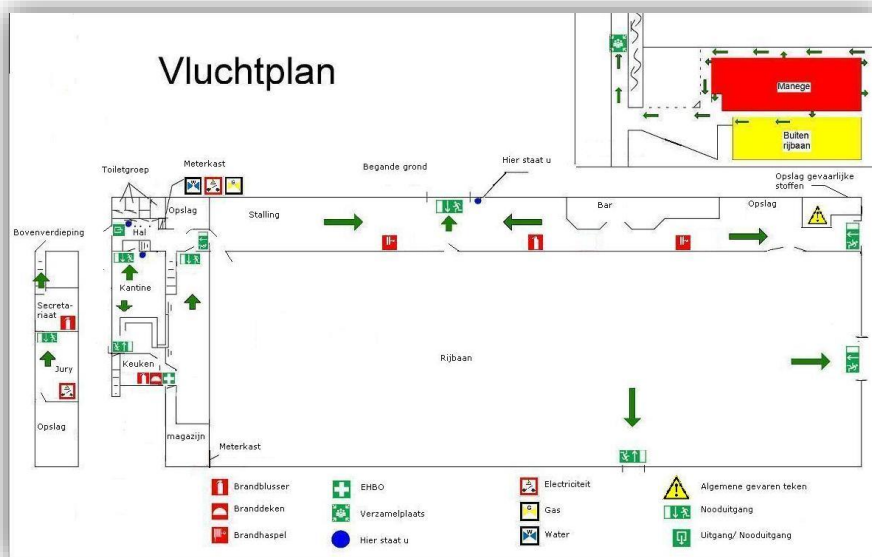 Vluchtplan
Manege
Buiten
rijbaan
Hier staat u
Begande grond
Opslag gevaarlijke
stoffen
Toiletgroep
Meterkast
W
G
Opslag
Stalling
Bar
Opslag
Bovenverdieping
Hal
Kantine
Secreta-
riaat
Keuken
Jury
Rijbaan
Opslag
magazijn
Meterkast
Brandblusser
EHBO
Electriciteit
Algemene gevaren teken
Branddeken
Verzamelplaats
Gas
Nooduitgang
Brandhaspel
Hier staat u
Water
Uitgang/ Nooduitgang